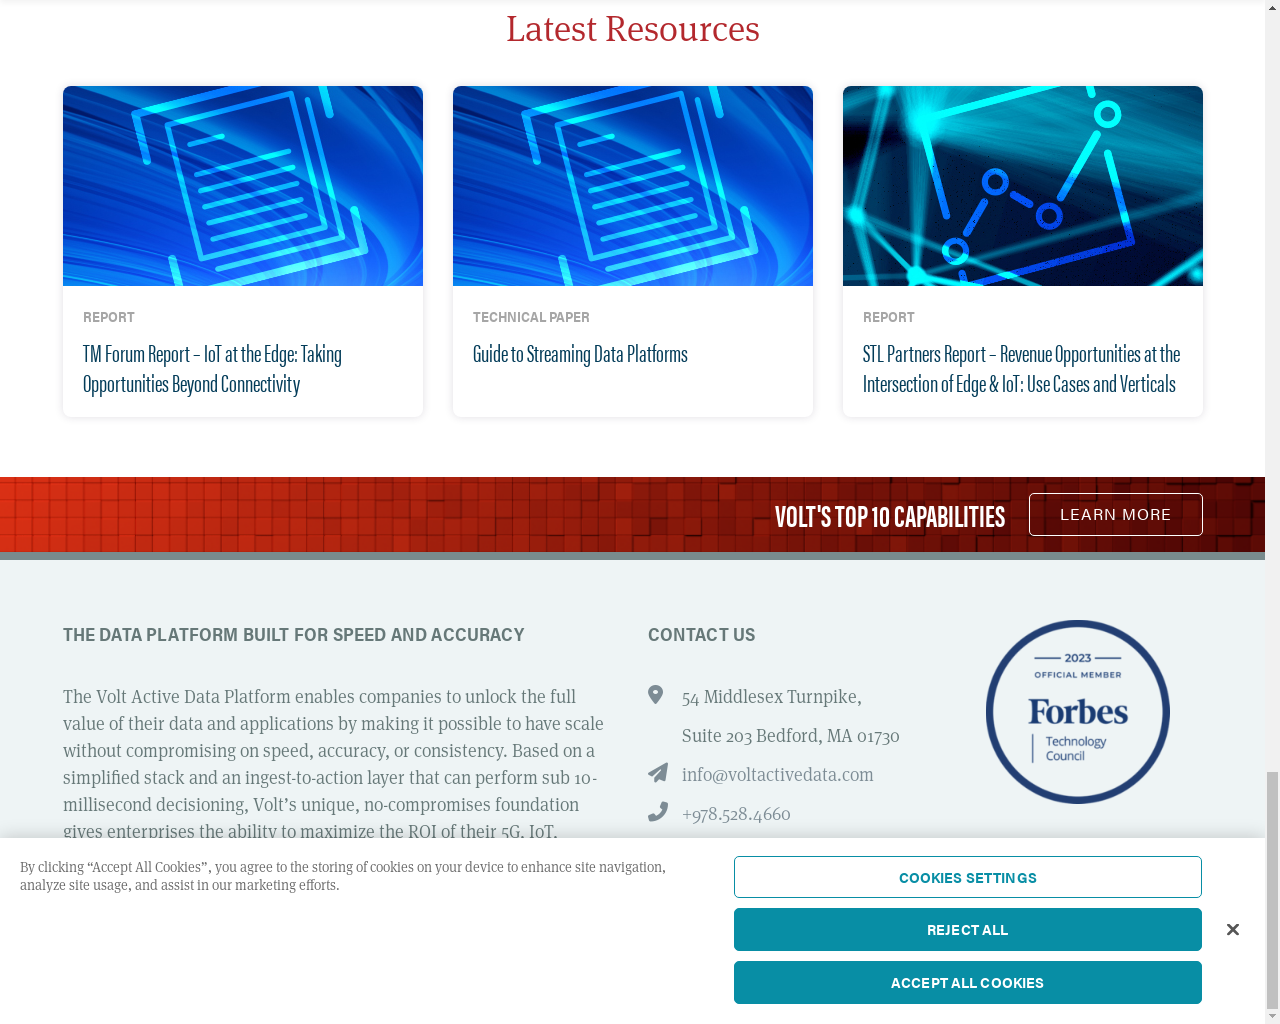 Latest Resources
REPORT
TM Forum Report – IoT at the Edge: Taking
Opportunities Beyond Connectivity
TECHNICAL PAPER
Guide to Streaming Data Platforms
REPORT
STL Partners Report – Revenue Opportunities at the
Intersection of Edge & IoT: Use Cases and Verticals
VOLT'S TOP 10 CAPABILITIES
LEARN MORE
THE DATA PLATFORM BUILT FOR SPEED AND ACCURACY
The Volt Active Data Platform enables companies to unlock the full
value of their data and applications by making it possible to have scale
without compromising on speed, accuracy, or consistency. Based on a
simplified stack and an ingest-to-action layer that can perform sub 10-
millisecond decisioning, Volt’s unique, no-compromises foundation
gives enterprises the ability to maximize the ROI of their 5G, IoT,
CONTACT US
54 Middlesex Turnpike,
Suite 203 Bedford, MA 01730
info@voltactivedata.com
+978.528.4660
2023
OFFICIAL MEMBER
Forbes
Technology
Council
By clicking “Accept All Cookies”, you agree to the storing of cookies on your device to enhance site navigation,
analyze site usage, and assist in our marketing efforts.
COOKIES SETTINGS
REJECT ALL
ACCEPT ALL COOKIES